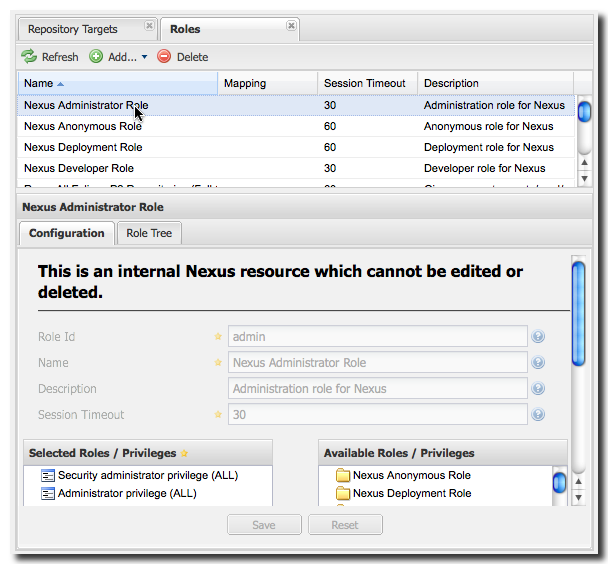 Repository Targets Roles
Refresh Add... Delete
Name Mapping Session Timeout Description
Nexus Administrator Role 30 Administration role for Nexus
Nexus Anonymous Role 60 Anonymous role for Nexus
Nexus Deployment Role 60 Deployment role for Nexus
Nexus Developer Role 30 Developer role for Nexus
Nexus Administrator Role
Configuration Role Tree
This is an internal Nexus resource which cannot be edited or
deleted.
Role Id admin
Name Nexus Administrator Role
Description Administration role for Nexus
Session Timeout 30
Selected Roles / Privileges Available Roles / Privileges
Security administrator privilege (ALL) Nexus Anonymous Role
Administrator privilege (ALL) Nexus Deployment Role
Save Reset